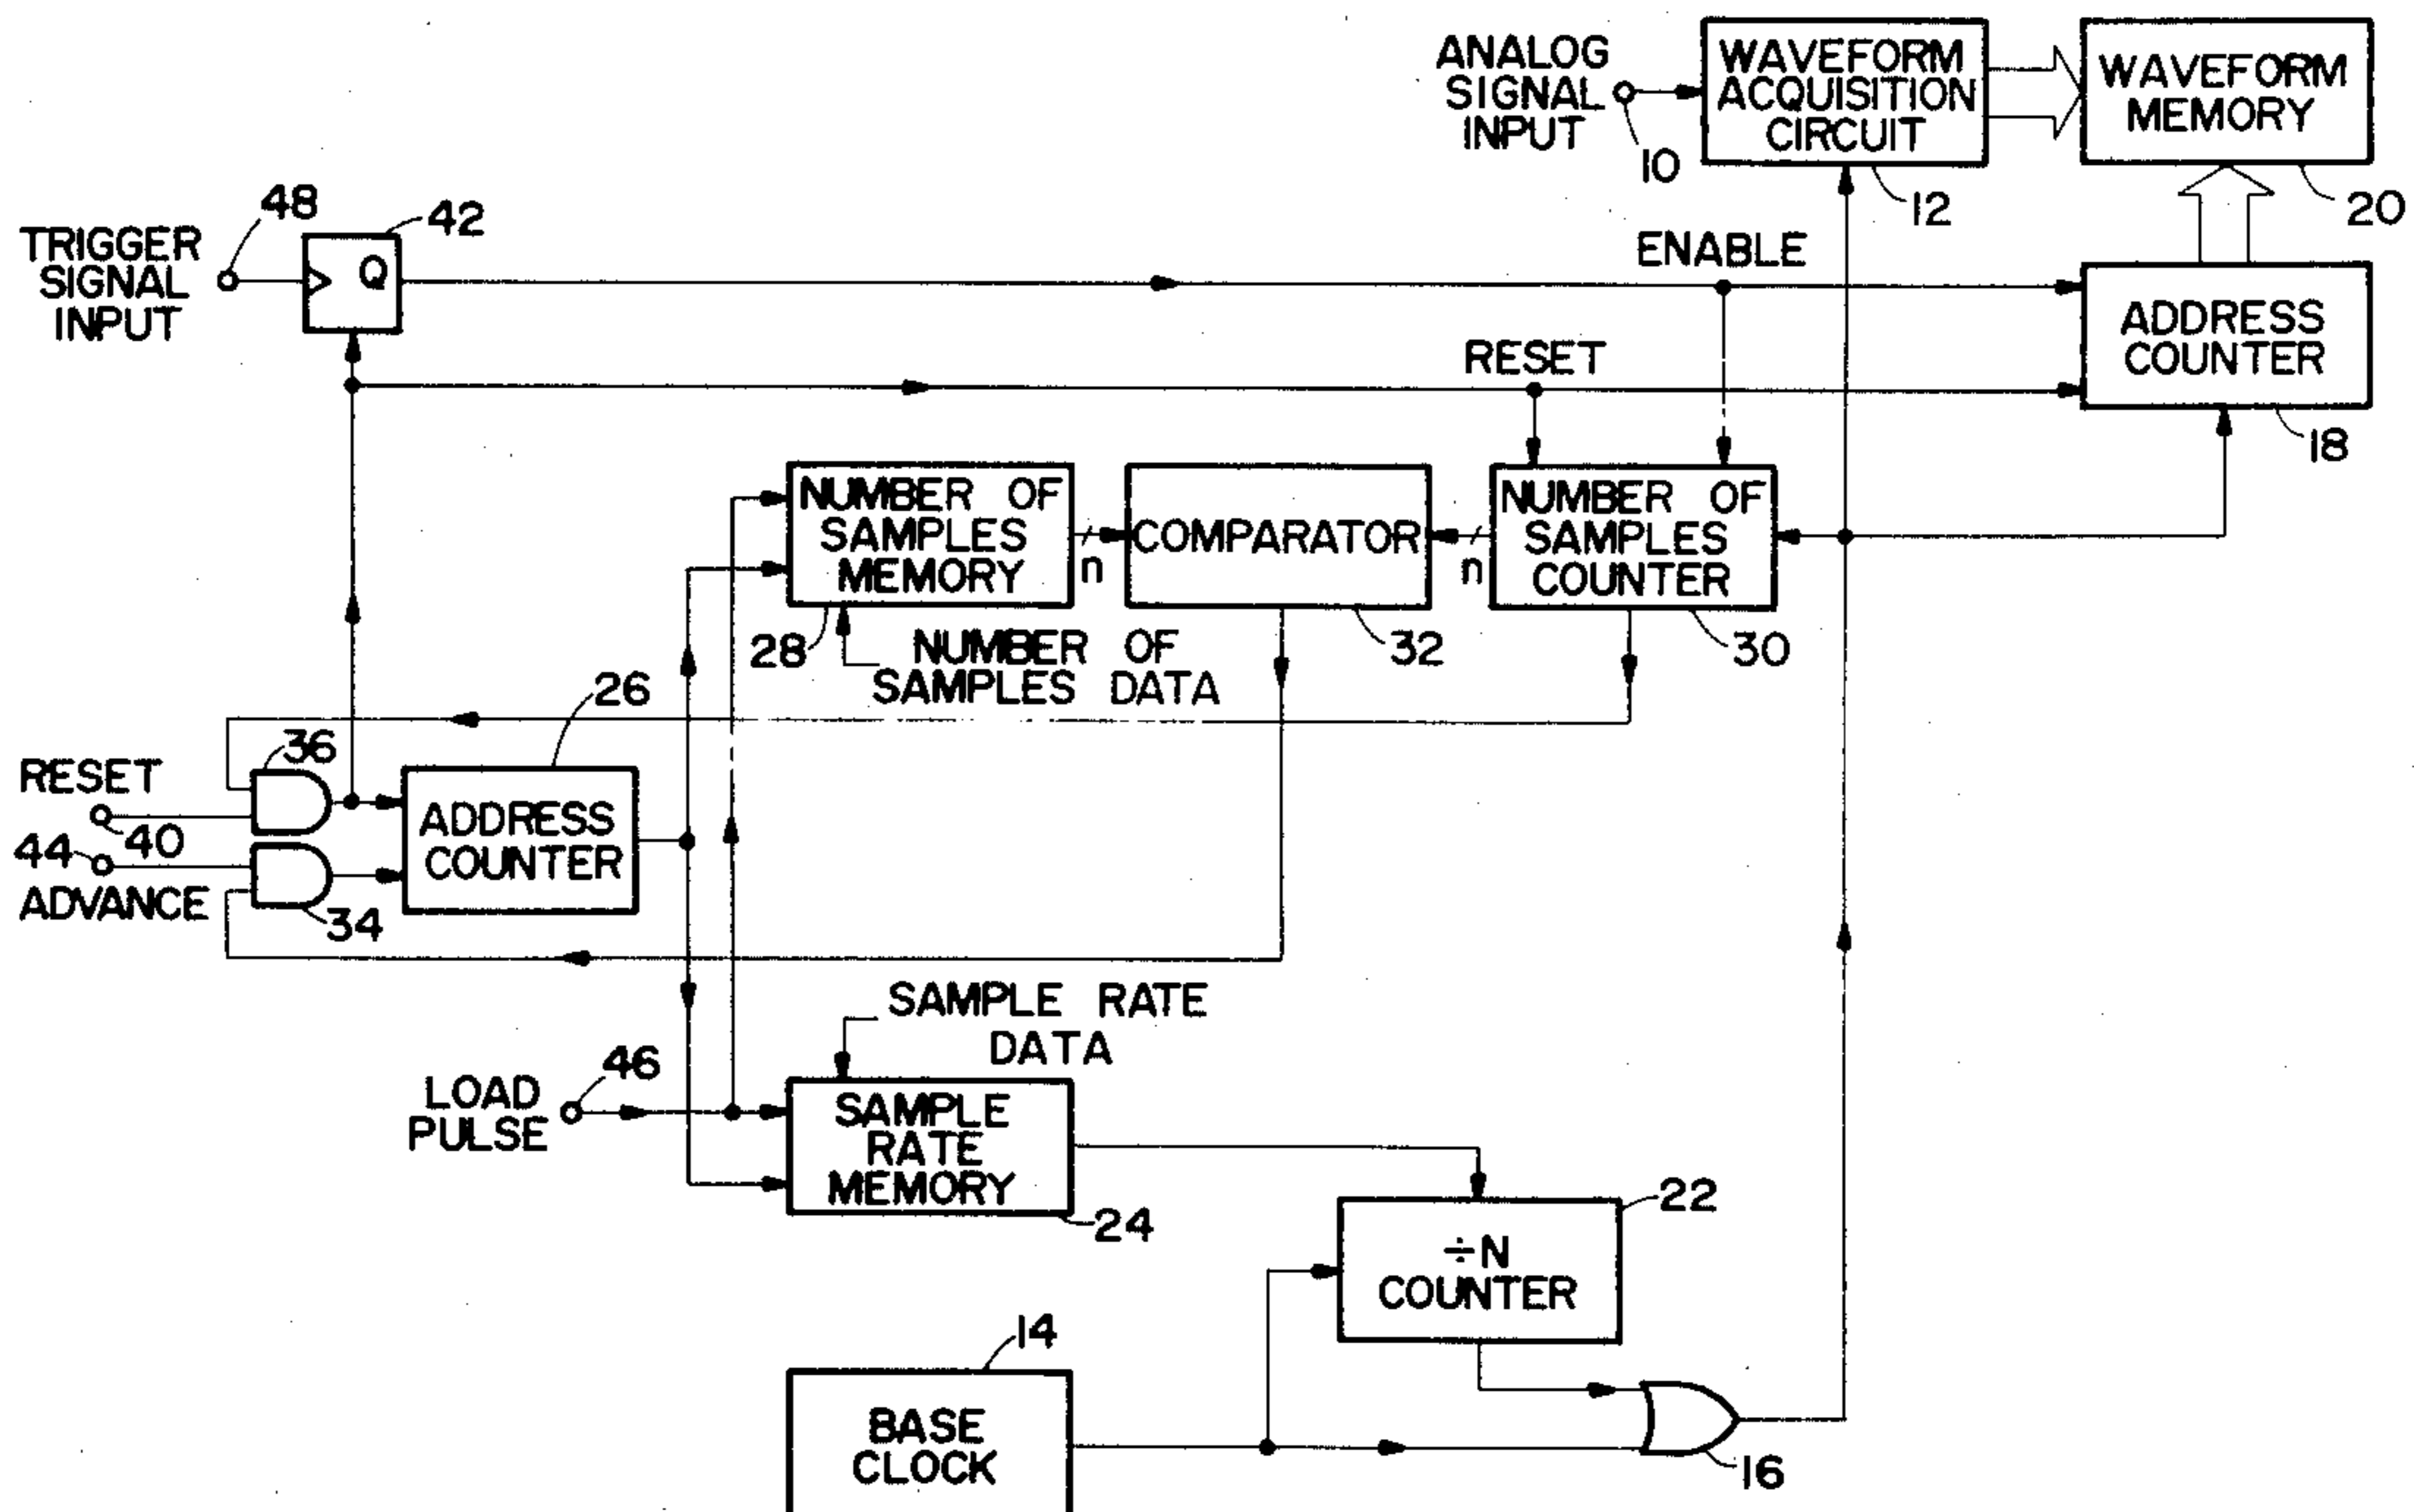 ANALOG
SIGNAL
INPUT
10
WAVEFORM
ACQUISITION
CIRCUIT
12
WAVEFORM
MEMORY
20
48
42
TRIGGER
SIGNAL
INPUT
Q
ENABLE
ADDRESS
COUNTER
18
RESET
NUMBER OF
SAMPLES
MEMORY
28
n
COMPARATOR
32
n
NUMBER OF
SAMPLES
COUNTER
30
NUMBER OF
SAMPLES DATA
26
36
RESET
40
44
ADVANCE
34
ADDRESS
COUNTER
SAMPLE RATE
DATA
46
LOAD
PULSE
SAMPLE
RATE
MEMORY
24
22
÷N
COUNTER
14
BASE
CLOCK
16